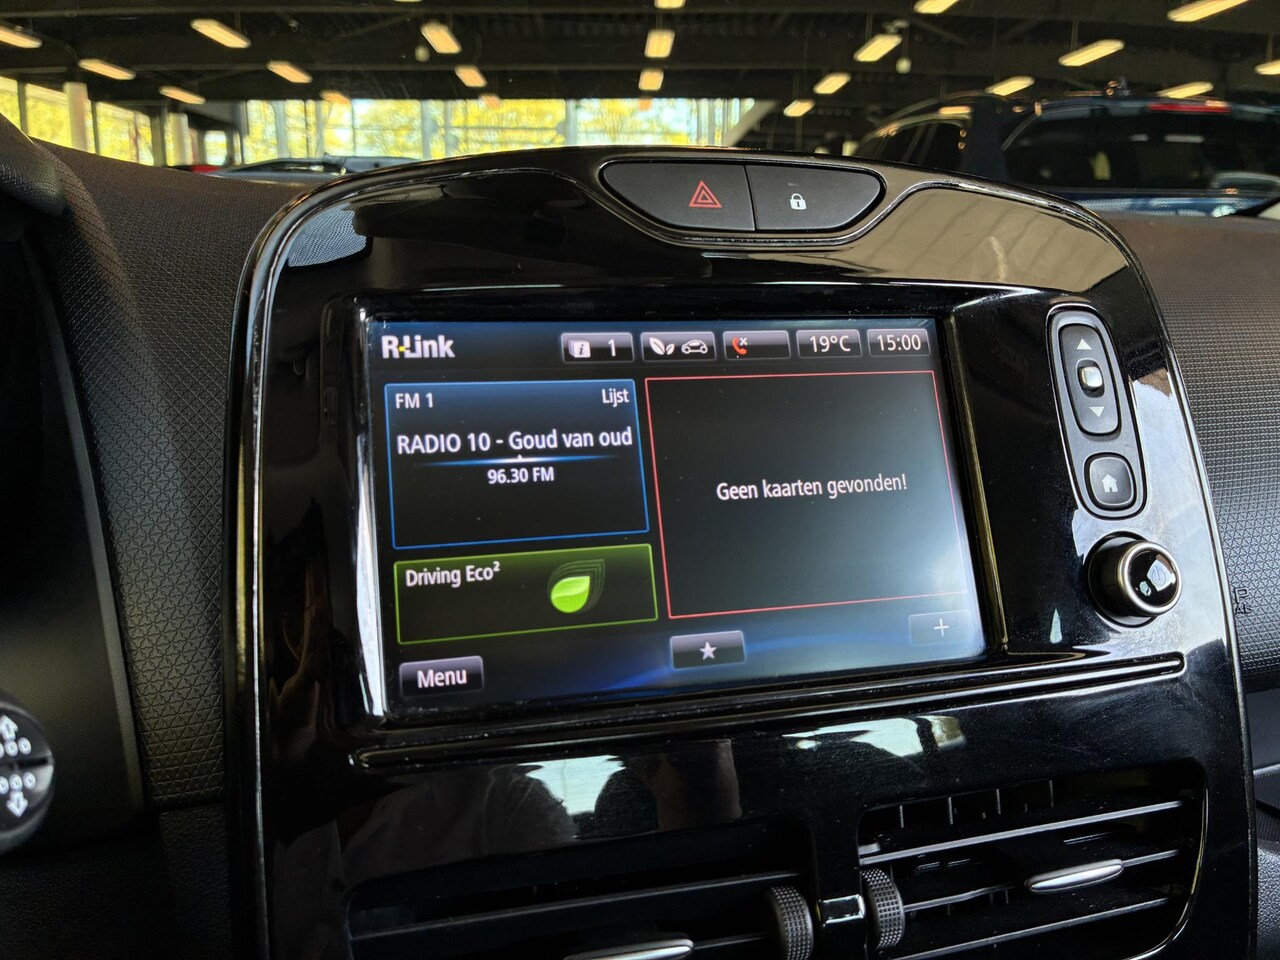 R-Link
1
19°C
15:00
FM 1
Lijst
RADIO 10 - Goud van oud
96.30 FM
Geen kaarten gevonden!
Driving Eco²
Menu
+